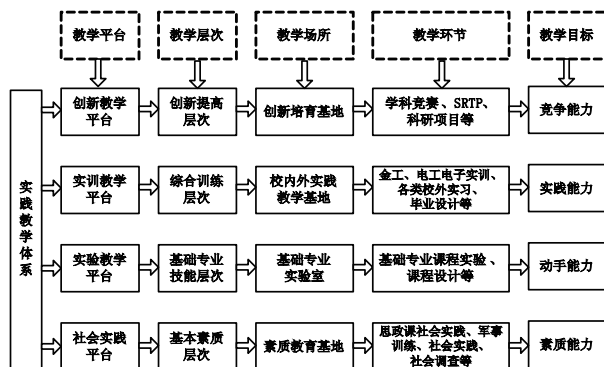 教学平台
教学层次
教学场所
教学环节
教学目标
实践教学体系
创新教学
平台
创新提高
层次
创新培育基地
学科竞赛、SRTP、
科研项目等
竞争能力
实训教学
平台
综合训练
层次
校内外实践
教学基地
金工、电工电子实训、
各类校外实习、
毕业设计等
实践能力
实验教学
平台
基础专业
技能层次
基础专业
实验室
基础专业课程实验、
课程设计等
动手能力
社会实践
平台
基本素质
层次
素质教育基地
思政课社会实践、军事
训练、社会实践、
社会调查等
素质能力